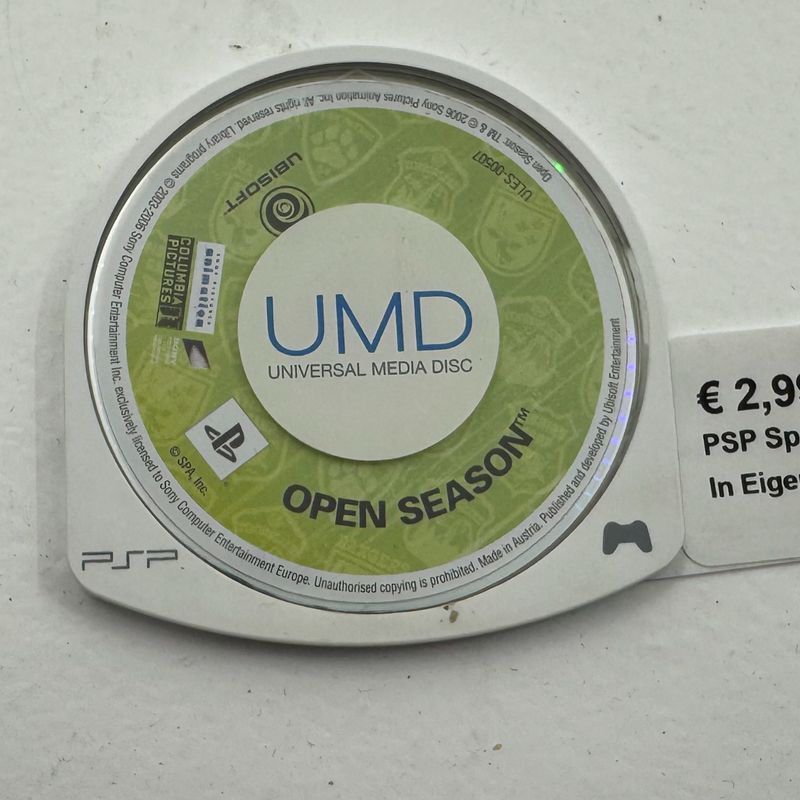 UMD
UNIVERSAL MEDIA DISC
OPEN SEASON™
UBISOFT
ULES-00507
COLUMBIA PICTURES
animation
SONY
© SPA, Inc.
PSP
Open Season: TM & © 2006 Sony Pictures Animation Inc. All rights reserved. Library programs © 2003-2006 Sony Computer Entertainment Inc. exclusively licensed to Sony Computer Entertainment Europe. Unauthorised copying is prohibited. Made in Austria. Published and developed by Ubisoft Entertainment
€ 2,99
PSP Sp
In Eige